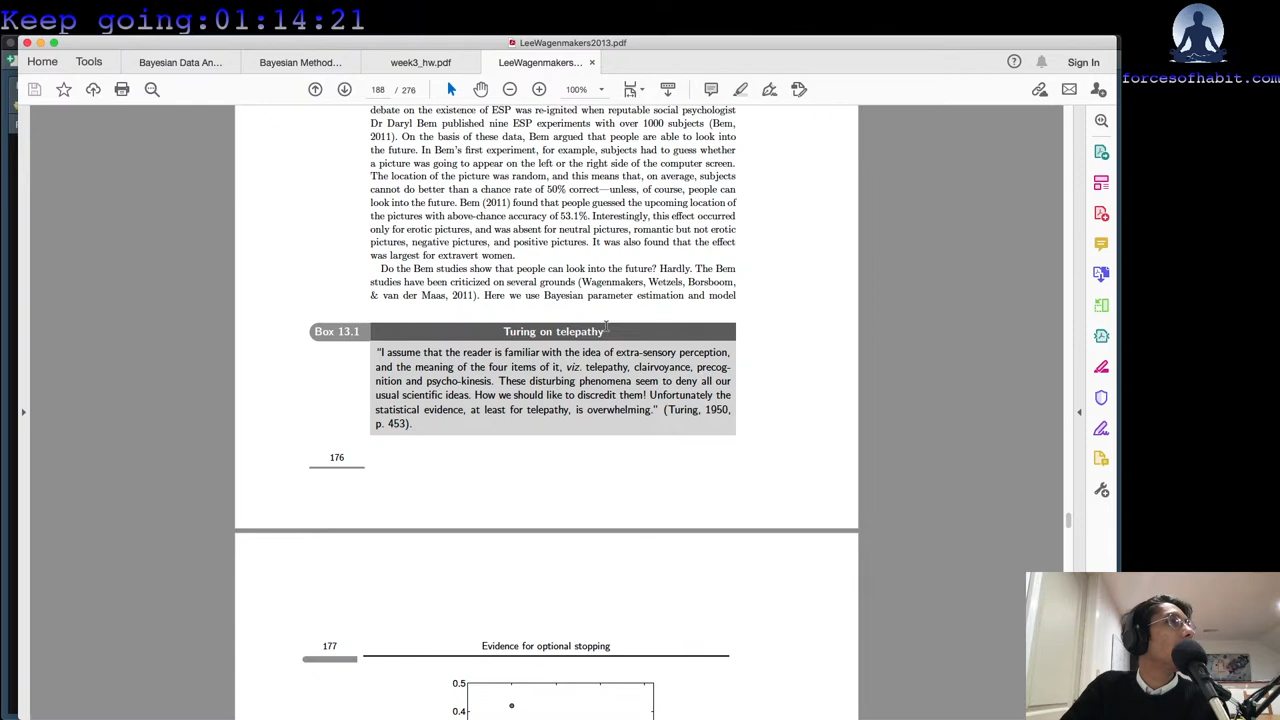 Keep going:01:14:21
LeeWagenmakers2013.pdf
Home Tools Bayesian Data An... Bayesian Method... week3_hw.pdf LeeWagenmakers... × Sign In
188 / 276 100%
forcesofhabit.com
debate on the existence of ESP was re-ignited when reputable social psychologist
Dr Daryl Bem published nine ESP experiments with over 1000 subjects (Bem,
2011). On the basis of these data, Bem argued that people are able to look into
the future. In Bem's first experiment, for example, subjects had to guess whether
a picture was going to appear on the left or the right side of the computer screen.
The location of the picture was random, and this means that, on average, subjects
cannot do better than a chance rate of 50% correct—unless, of course, people can
look into the future. Bem (2011) found that people guessed the upcoming location of
the pictures with above-chance accuracy of 53.1%. Interestingly, this effect occurred
only for erotic pictures, and was absent for neutral pictures, romantic but not erotic
pictures, negative pictures, and positive pictures. It was also found that the effect
was largest for extravert women.
Do the Bem studies show that people can look into the future? Hardly. The Bem
studies have been criticized on several grounds (Wagenmakers, Wetzels, Borsboom,
& van der Maas, 2011). Here we use Bayesian parameter estimation and model
Box 13.1 Turing on telepathy
"I assume that the reader is familiar with the idea of extra-sensory perception,
and the meaning of the four items of it, viz. telepathy, clairvoyance, precog-
nition and psycho-kinesis. These disturbing phenomena seem to deny all our
usual scientific ideas. How we should like to discredit them! Unfortunately the
statistical evidence, at least for telepathy, is overwhelming." (Turing, 1950,
p. 453).
176
177 Evidence for optional stopping
0.5
0.4